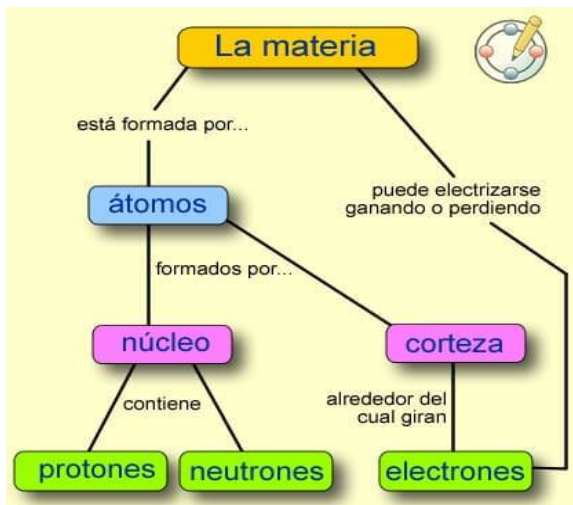 La materia
está formada por...
puede electrizarse
ganando o perdiendo
átomos
formados por...
núcleo
corteza
contiene
alrededor del
cual giran
protones
neutrones
electrones